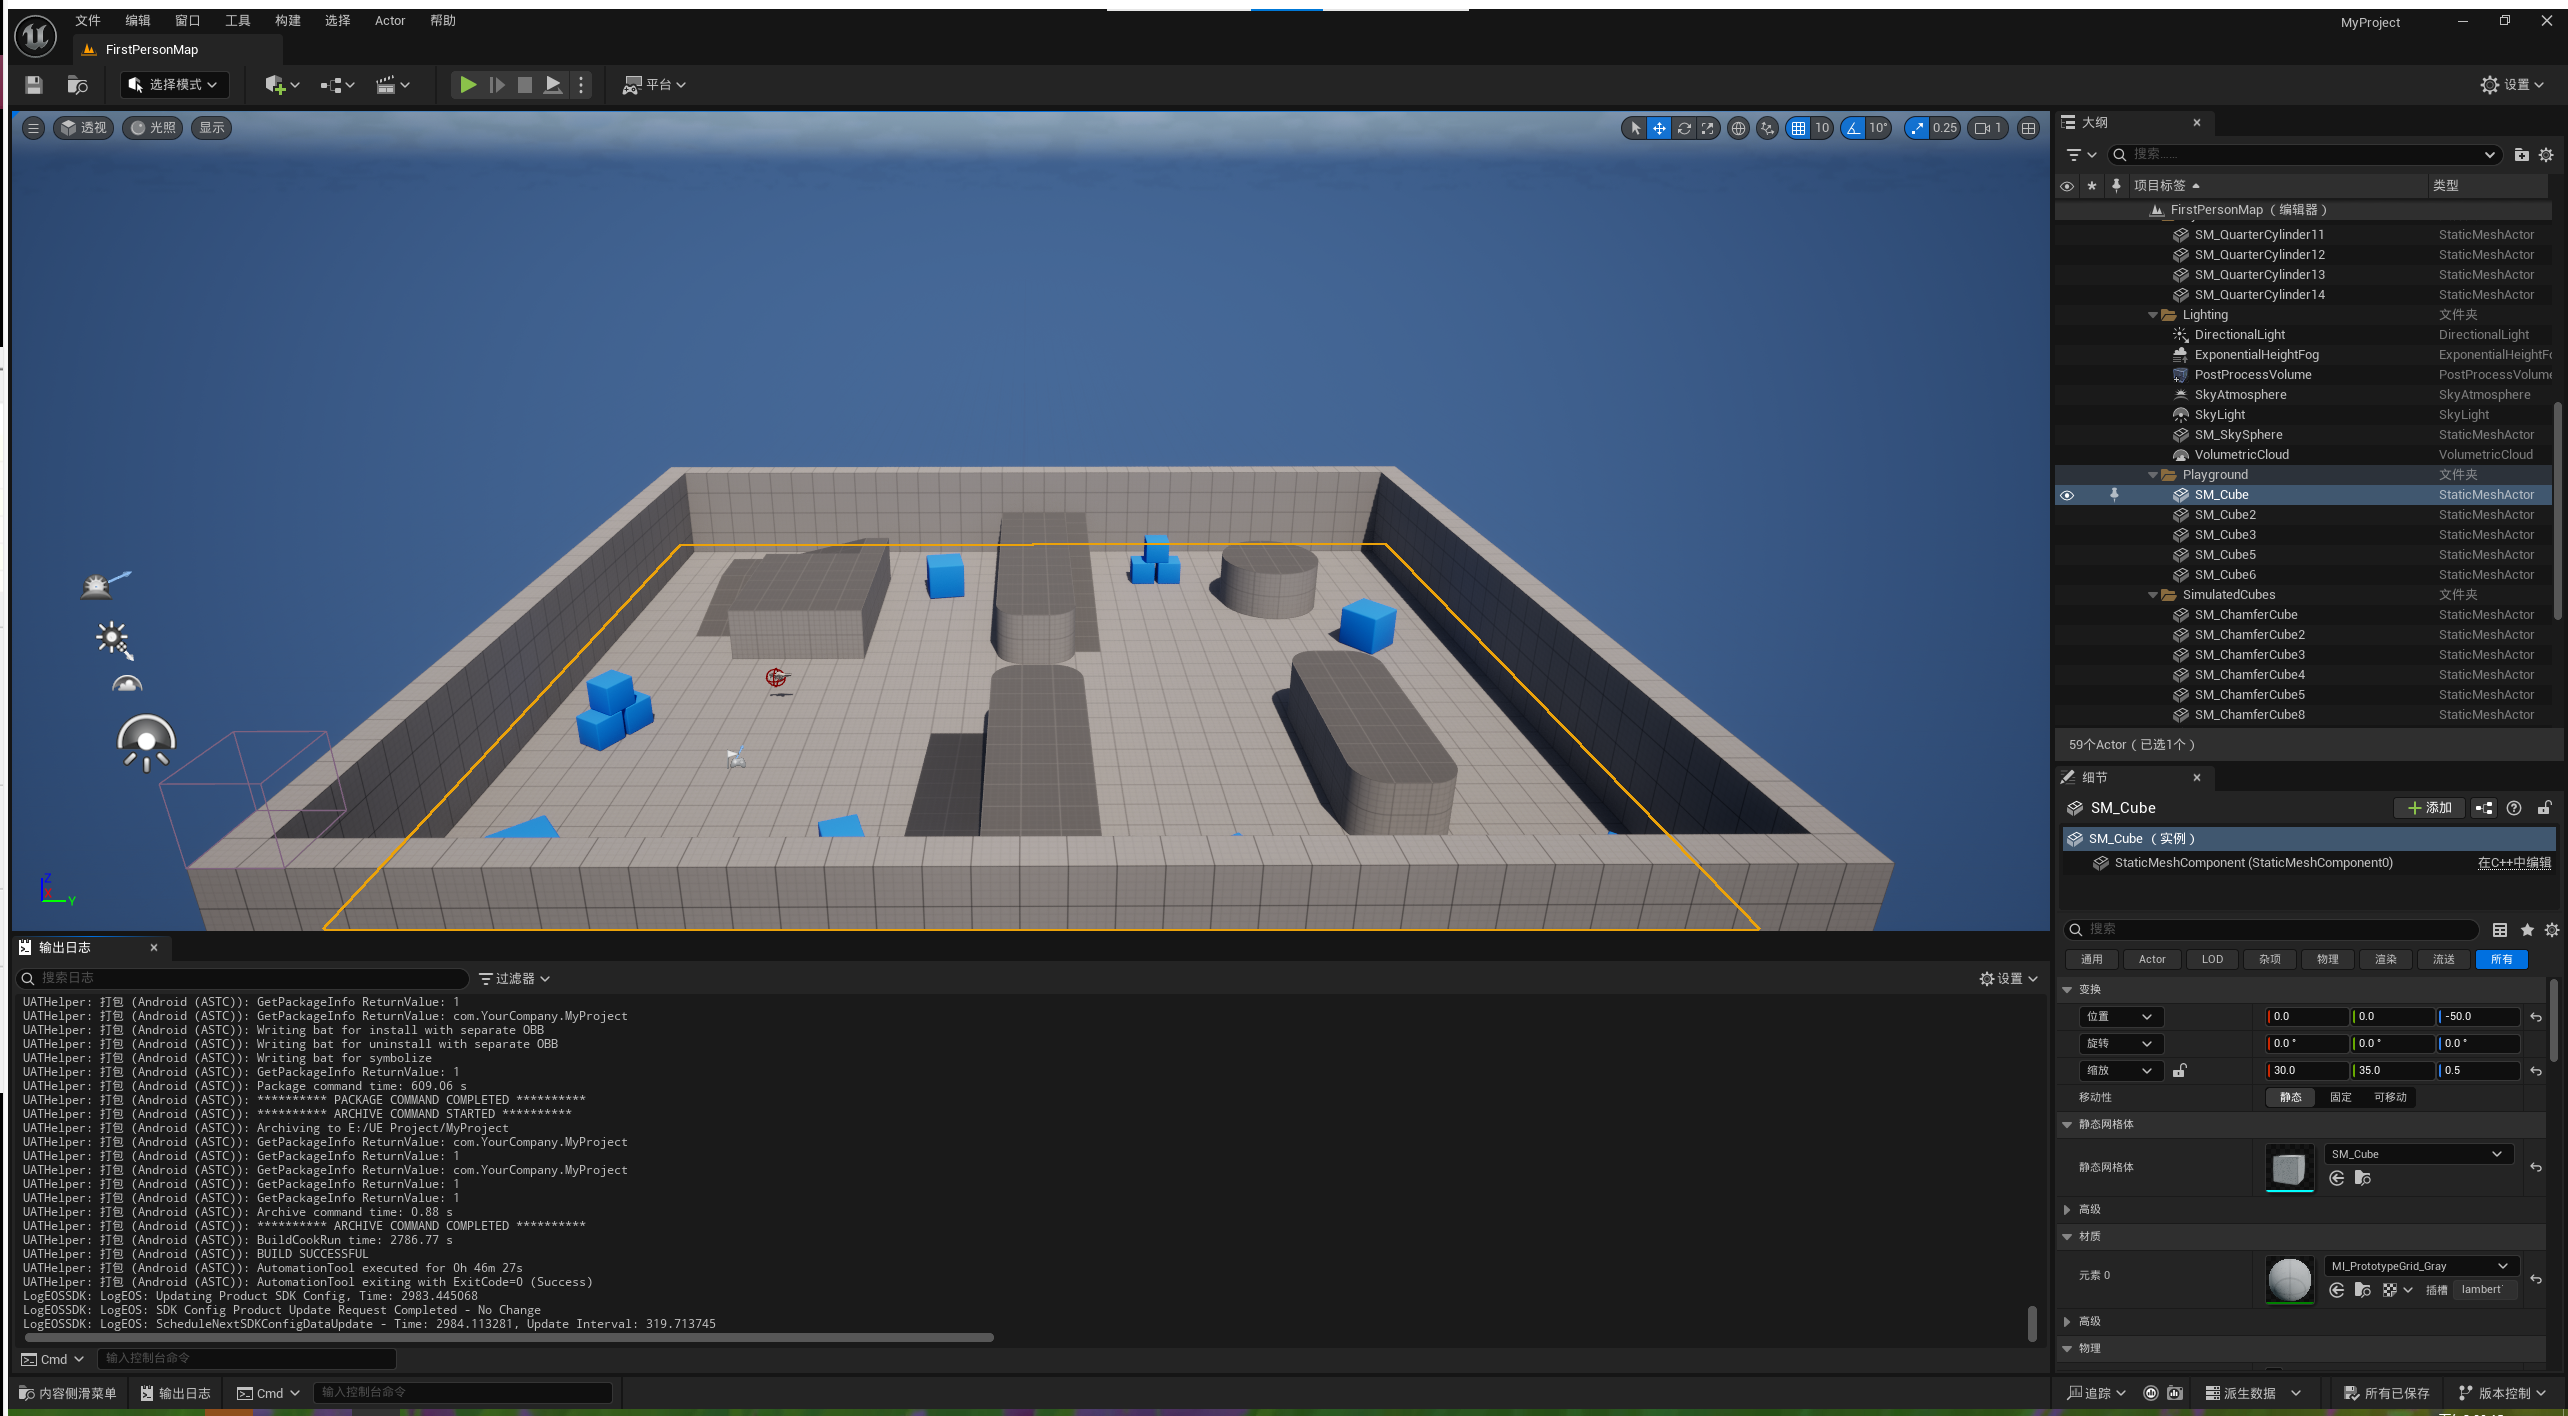 文件 编辑 窗口 工具 构建 选择 Actor 帮助 MyProject
FirstPersonMap
选择模式 平台 设置
透视 光照 显示 10 10° 0.25 1
大纲
搜索......
项目标签 类型
FirstPersonMap（编辑器）
SM_QuarterCylinder11 StaticMeshActor
SM_QuarterCylinder12 StaticMeshActor
SM_QuarterCylinder13 StaticMeshActor
SM_QuarterCylinder14 StaticMeshActor
Lighting 文件夹
DirectionalLight DirectionalLight
ExponentialHeightFog ExponentialHeightFo
PostProcessVolume PostProcessVolume
SkyAtmosphere SkyAtmosphere
SkyLight SkyLight
SM_SkySphere StaticMeshActor
VolumetricCloud VolumetricCloud
Playground 文件夹
SM_Cube StaticMeshActor
SM_Cube2 StaticMeshActor
SM_Cube3 StaticMeshActor
SM_Cube5 StaticMeshActor
SM_Cube6 StaticMeshActor
SimulatedCubes 文件夹
SM_ChamferCube StaticMeshActor
SM_ChamferCube2 StaticMeshActor
SM_ChamferCube3 StaticMeshActor
SM_ChamferCube4 StaticMeshActor
SM_ChamferCube5 StaticMeshActor
SM_ChamferCube8 StaticMeshActor
59个Actor（已选1个）
细节
SM_Cube 添加
SM_Cube（实例）
StaticMeshComponent (StaticMeshComponent0) 在C++中编辑
搜索
通用 Actor LOD 杂项 物理 渲染 流送 所有
变换
位置 0.0 0.0 -50.0
旋转 0.0 ° 0.0 ° 0.0 °
缩放 30.0 35.0 0.5
移动性 静态 固定 可移动
静态网格体
静态网格体 SM_Cube
高级
材质
元素 0 MI_PrototypeGrid_Gray
插槽 lambert
高级
物理
Z
Y
输出日志
搜索日志 过滤器 设置
UATHelper: 打包 (Android (ASTC)): GetPackageInfo ReturnValue: 1
UATHelper: 打包 (Android (ASTC)): GetPackageInfo ReturnValue: com.YourCompany.MyProject
UATHelper: 打包 (Android (ASTC)): Writing bat for install with separate OBB
UATHelper: 打包 (Android (ASTC)): Writing bat for uninstall with separate OBB
UATHelper: 打包 (Android (ASTC)): Writing bat for symbolize
UATHelper: 打包 (Android (ASTC)): GetPackageInfo ReturnValue: 1
UATHelper: 打包 (Android (ASTC)): Package command time: 609.06 s
UATHelper: 打包 (Android (ASTC)): ********** PACKAGE COMMAND COMPLETED **********
UATHelper: 打包 (Android (ASTC)): ********** ARCHIVE COMMAND STARTED **********
UATHelper: 打包 (Android (ASTC)): Archiving to E:/UE Project/MyProject
UATHelper: 打包 (Android (ASTC)): GetPackageInfo ReturnValue: com.YourCompany.MyProject
UATHelper: 打包 (Android (ASTC)): GetPackageInfo ReturnValue: 1
UATHelper: 打包 (Android (ASTC)): GetPackageInfo ReturnValue: com.YourCompany.MyProject
UATHelper: 打包 (Android (ASTC)): GetPackageInfo ReturnValue: 1
UATHelper: 打包 (Android (ASTC)): GetPackageInfo ReturnValue: 1
UATHelper: 打包 (Android (ASTC)): Archive command time: 0.88 s
UATHelper: 打包 (Android (ASTC)): ********** ARCHIVE COMMAND COMPLETED **********
UATHelper: 打包 (Android (ASTC)): BuildCookRun time: 2786.77 s
UATHelper: 打包 (Android (ASTC)): BUILD SUCCESSFUL
UATHelper: 打包 (Android (ASTC)): AutomationTool executed for 0h 46m 27s
UATHelper: 打包 (Android (ASTC)): AutomationTool exiting with ExitCode=0 (Success)
LogEOSSDK: LogEOS: Updating Product SDK Config, Time: 2983.445068
LogEOSSDK: LogEOS: SDK Config Product Update Request Completed - No Change
LogEOSSDK: LogEOS: ScheduleNextSDKConfigDataUpdate - Time: 2984.113281, Update Interval: 319.713745
Cmd 输入控制台命令
内容侧滑菜单 输出日志 Cmd 输入控制台命令 追踪 派生数据 所有已保存 版本控制